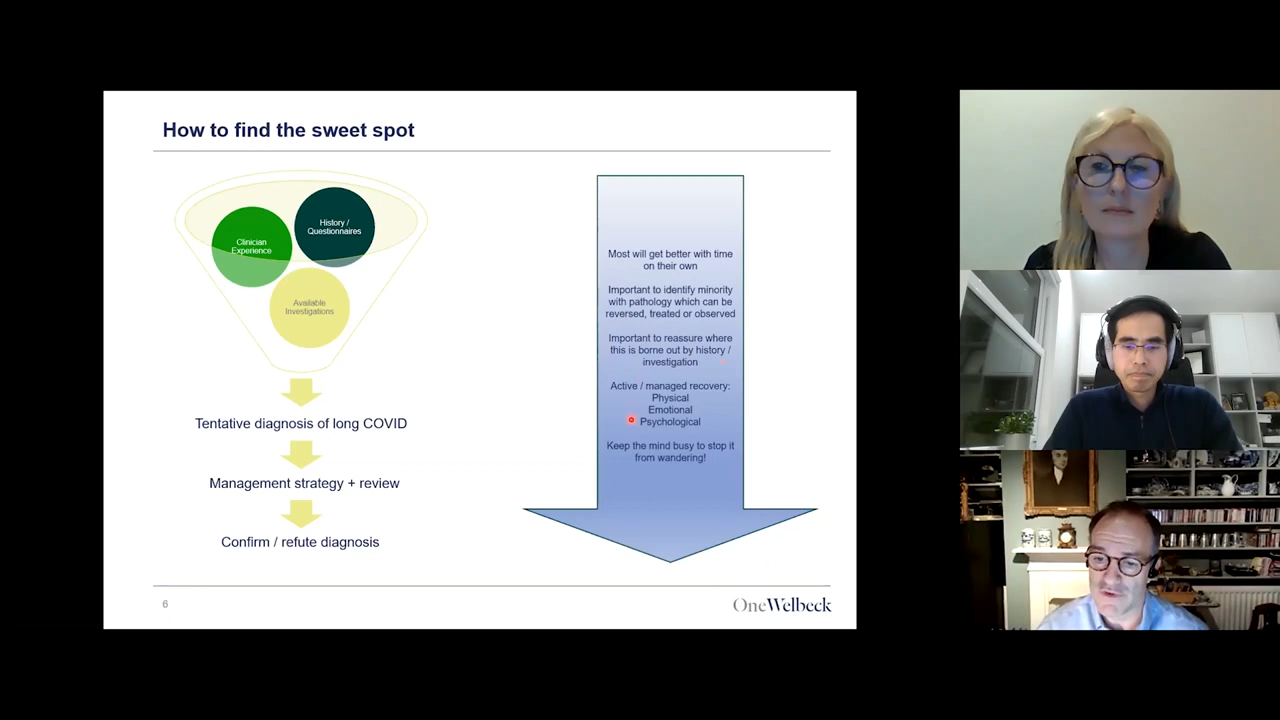 How to find the sweet spot
Clinician
Experience
History /
Questionnaires
Available
Investigations
Tentative diagnosis of long COVID
Management strategy + review
Confirm / refute diagnosis
Most will get better with time
on their own
Important to identify minority
with pathology which can be
reversed, treated or observed
Important to reassure where
this is borne out by history /
investigation
Active / managed recovery:
Physical
Emotional
Psychological
Keep the mind busy to stop it
from wandering!
6
OneWelbeck